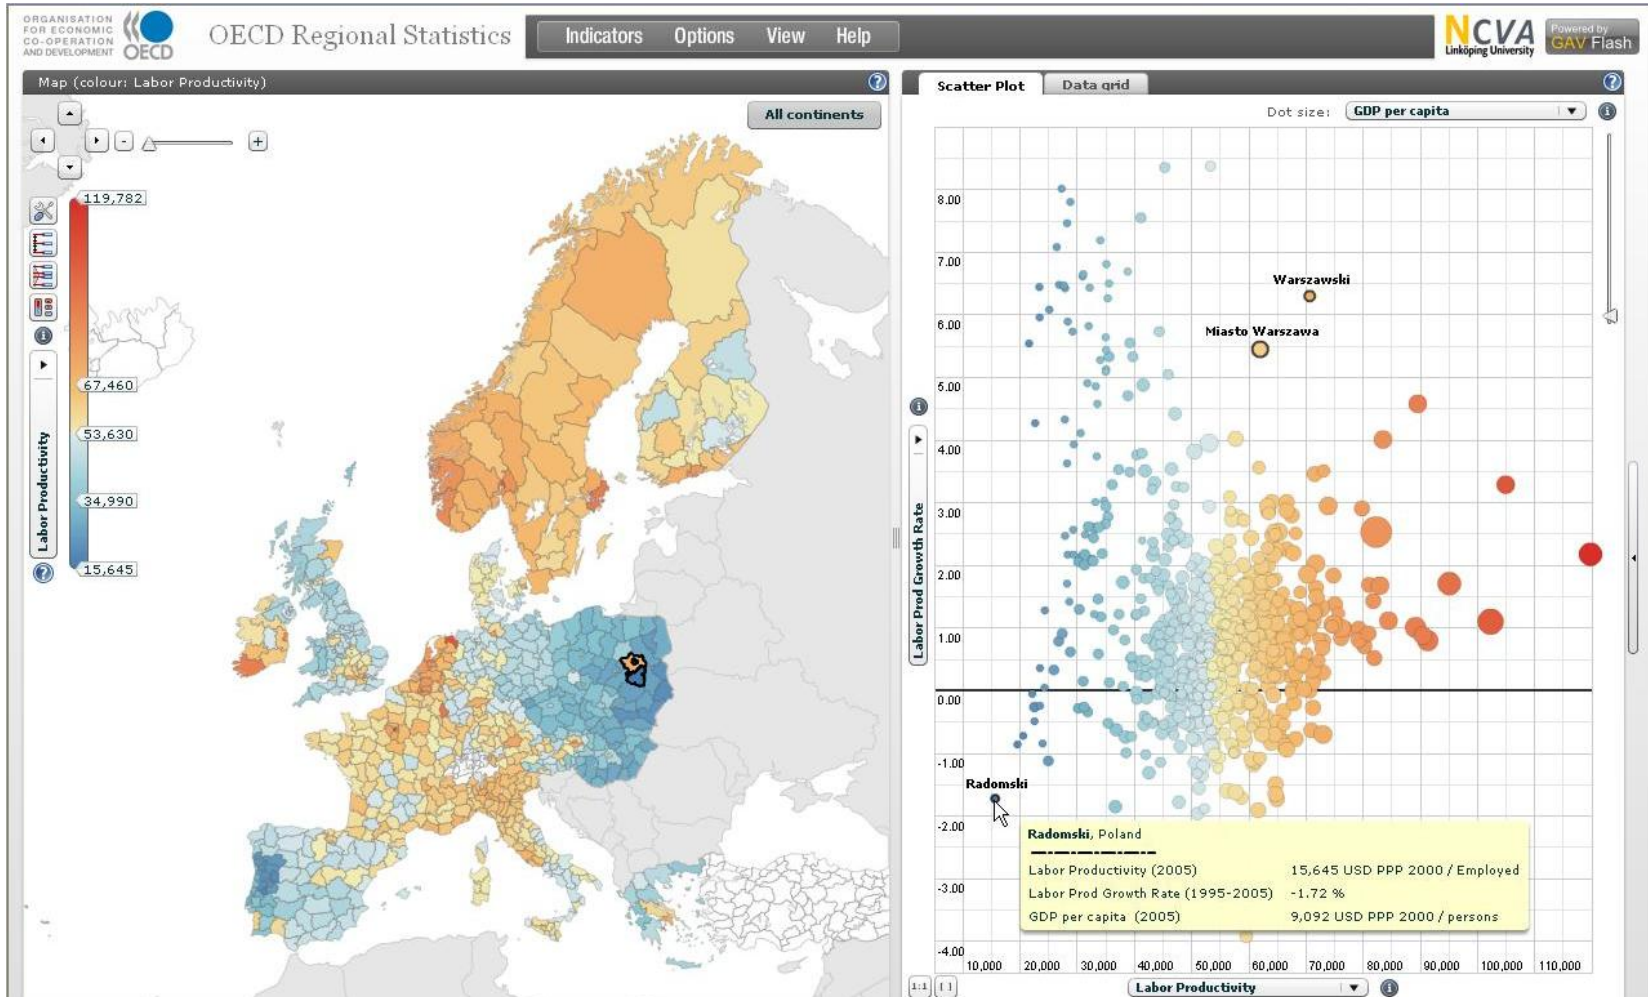 ORGANISATION
FOR ECONOMIC
CO-OPERATION
AND DEVELOPMENT
OECD
OECD Regional Statistics
Indicators Options View Help
NCVA
Linköping University
Powered by
GAV Flash
Map (colour: Labor Productivity)
?
All continents
- +
119,782
67,460
53,630
34,990
15,645
i
Labor Productivity
?
Scatter Plot Data grid
?
Dot size: GDP per capita
i
8.00
7.00
6.00
5.00
4.00
3.00
2.00
1.00
0.00
-1.00
-2.00
-3.00
-4.00
i
Labor Prod Growth Rate
?
Warszawski
Miasto Warszawa
Radomski
Radomski, Poland
Labor Productivity (2005) 15,645 USD PPP 2000 / Employed
Labor Prod Growth Rate (1995-2005) -1.72 %
GDP per capita (2005) 9,092 USD PPP 2000 / persons
10,000 20,000 30,000 40,000 50,000 60,000 70,000 80,000 90,000 100,000 110,000
1:1 [ ]
Labor Productivity
i